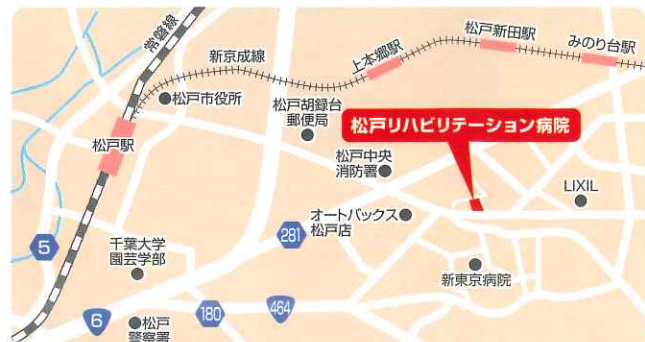 常磐線
新京成線
上本郷駅
松戸新田駅
みのり台駅
松戸市役所
松戸胡録台
郵便局
松戸リハビリテーション病院
松戸駅
松戸中央
消防署
LIXIL
オートバックス
松戸店
5
千葉大学
園芸学部
281
新東京病院
6
180
464
松戸
警察署